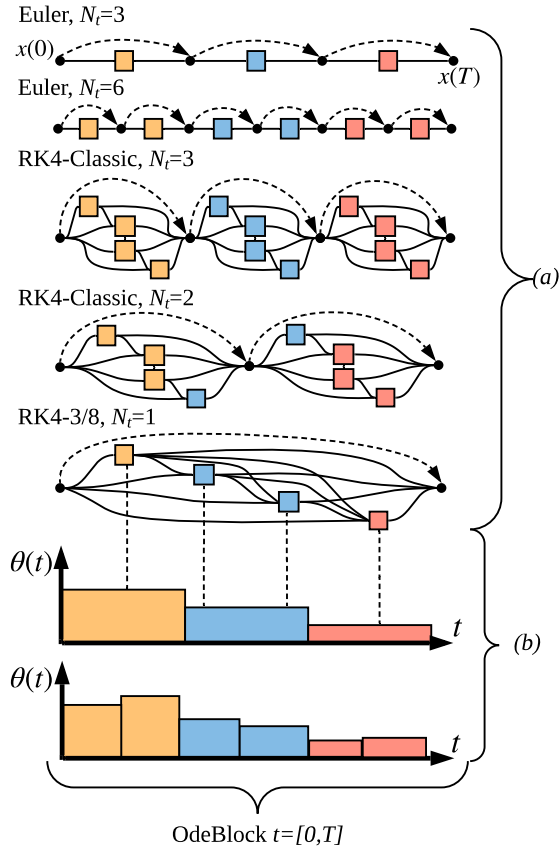 Euler, Nt=3
x(0)
x(T)
Euler, Nt=6
RK4-Classic, Nt=3
(a)
RK4-Classic, Nt=2
RK4-3/8, Nt=1
θ(t)
t
(b)
θ(t)
t
OdeBlock t=[0,T]